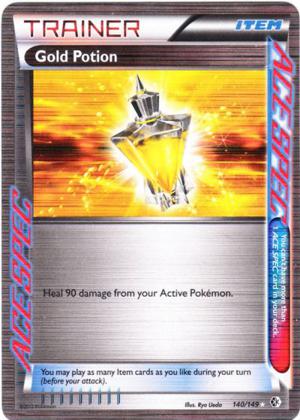 TRAINER
ITEM
Gold Potion
ACE SPEC
You can't have more than
1 ACE SPEC card in your deck.
ACE SPEC
Heal 90 damage from your Active Pokémon.
You may play as many Item cards as you like during your turn
(before your attack).
©2012 Pokémon
Illus. Ryo Ueda
140/149